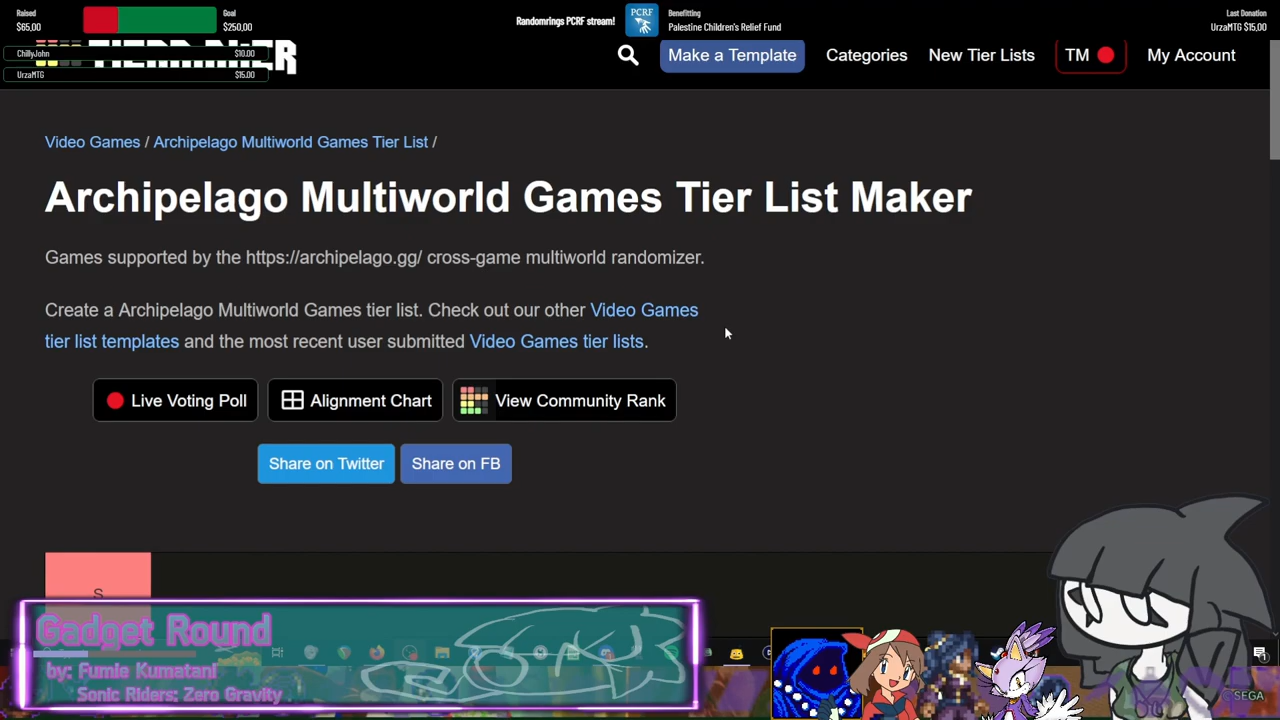 Raised
$65,00
Goal
$250,00
Randomrings PCRF stream!
PCRF
Benefitting
Palestine Children's Relief Fund
Last Donation
UrzaMTG $15,00
ChillyJohn $10.00
UrzaMTG $15.00
TIERMAKER
Make a Template
Categories
New Tier Lists
TM
My Account
Video Games / Archipelago Multiworld Games Tier List /
Archipelago Multiworld Games Tier List Maker
Games supported by the https://archipelago.gg/ cross-game multiworld randomizer.
Create a Archipelago Multiworld Games tier list. Check out our other Video Games
tier list templates and the most recent user submitted Video Games tier lists.
Live Voting Poll
Alignment Chart
View Community Rank
Share on Twitter
Share on FB
S
Gadget Round
by: Fumie Kumatani
Sonic Riders: Zero Gravity
SEGA